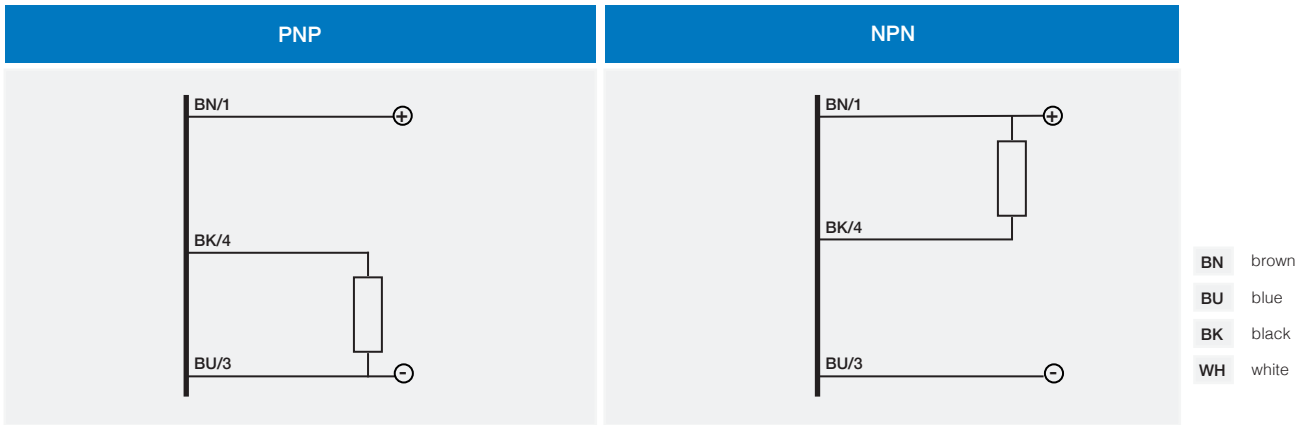 PNP
NPN
BN/1
+
BK/4
BU/3
-
BN/1
+
BK/4
BU/3
-
BN brown
BU blue
BK black
WH white